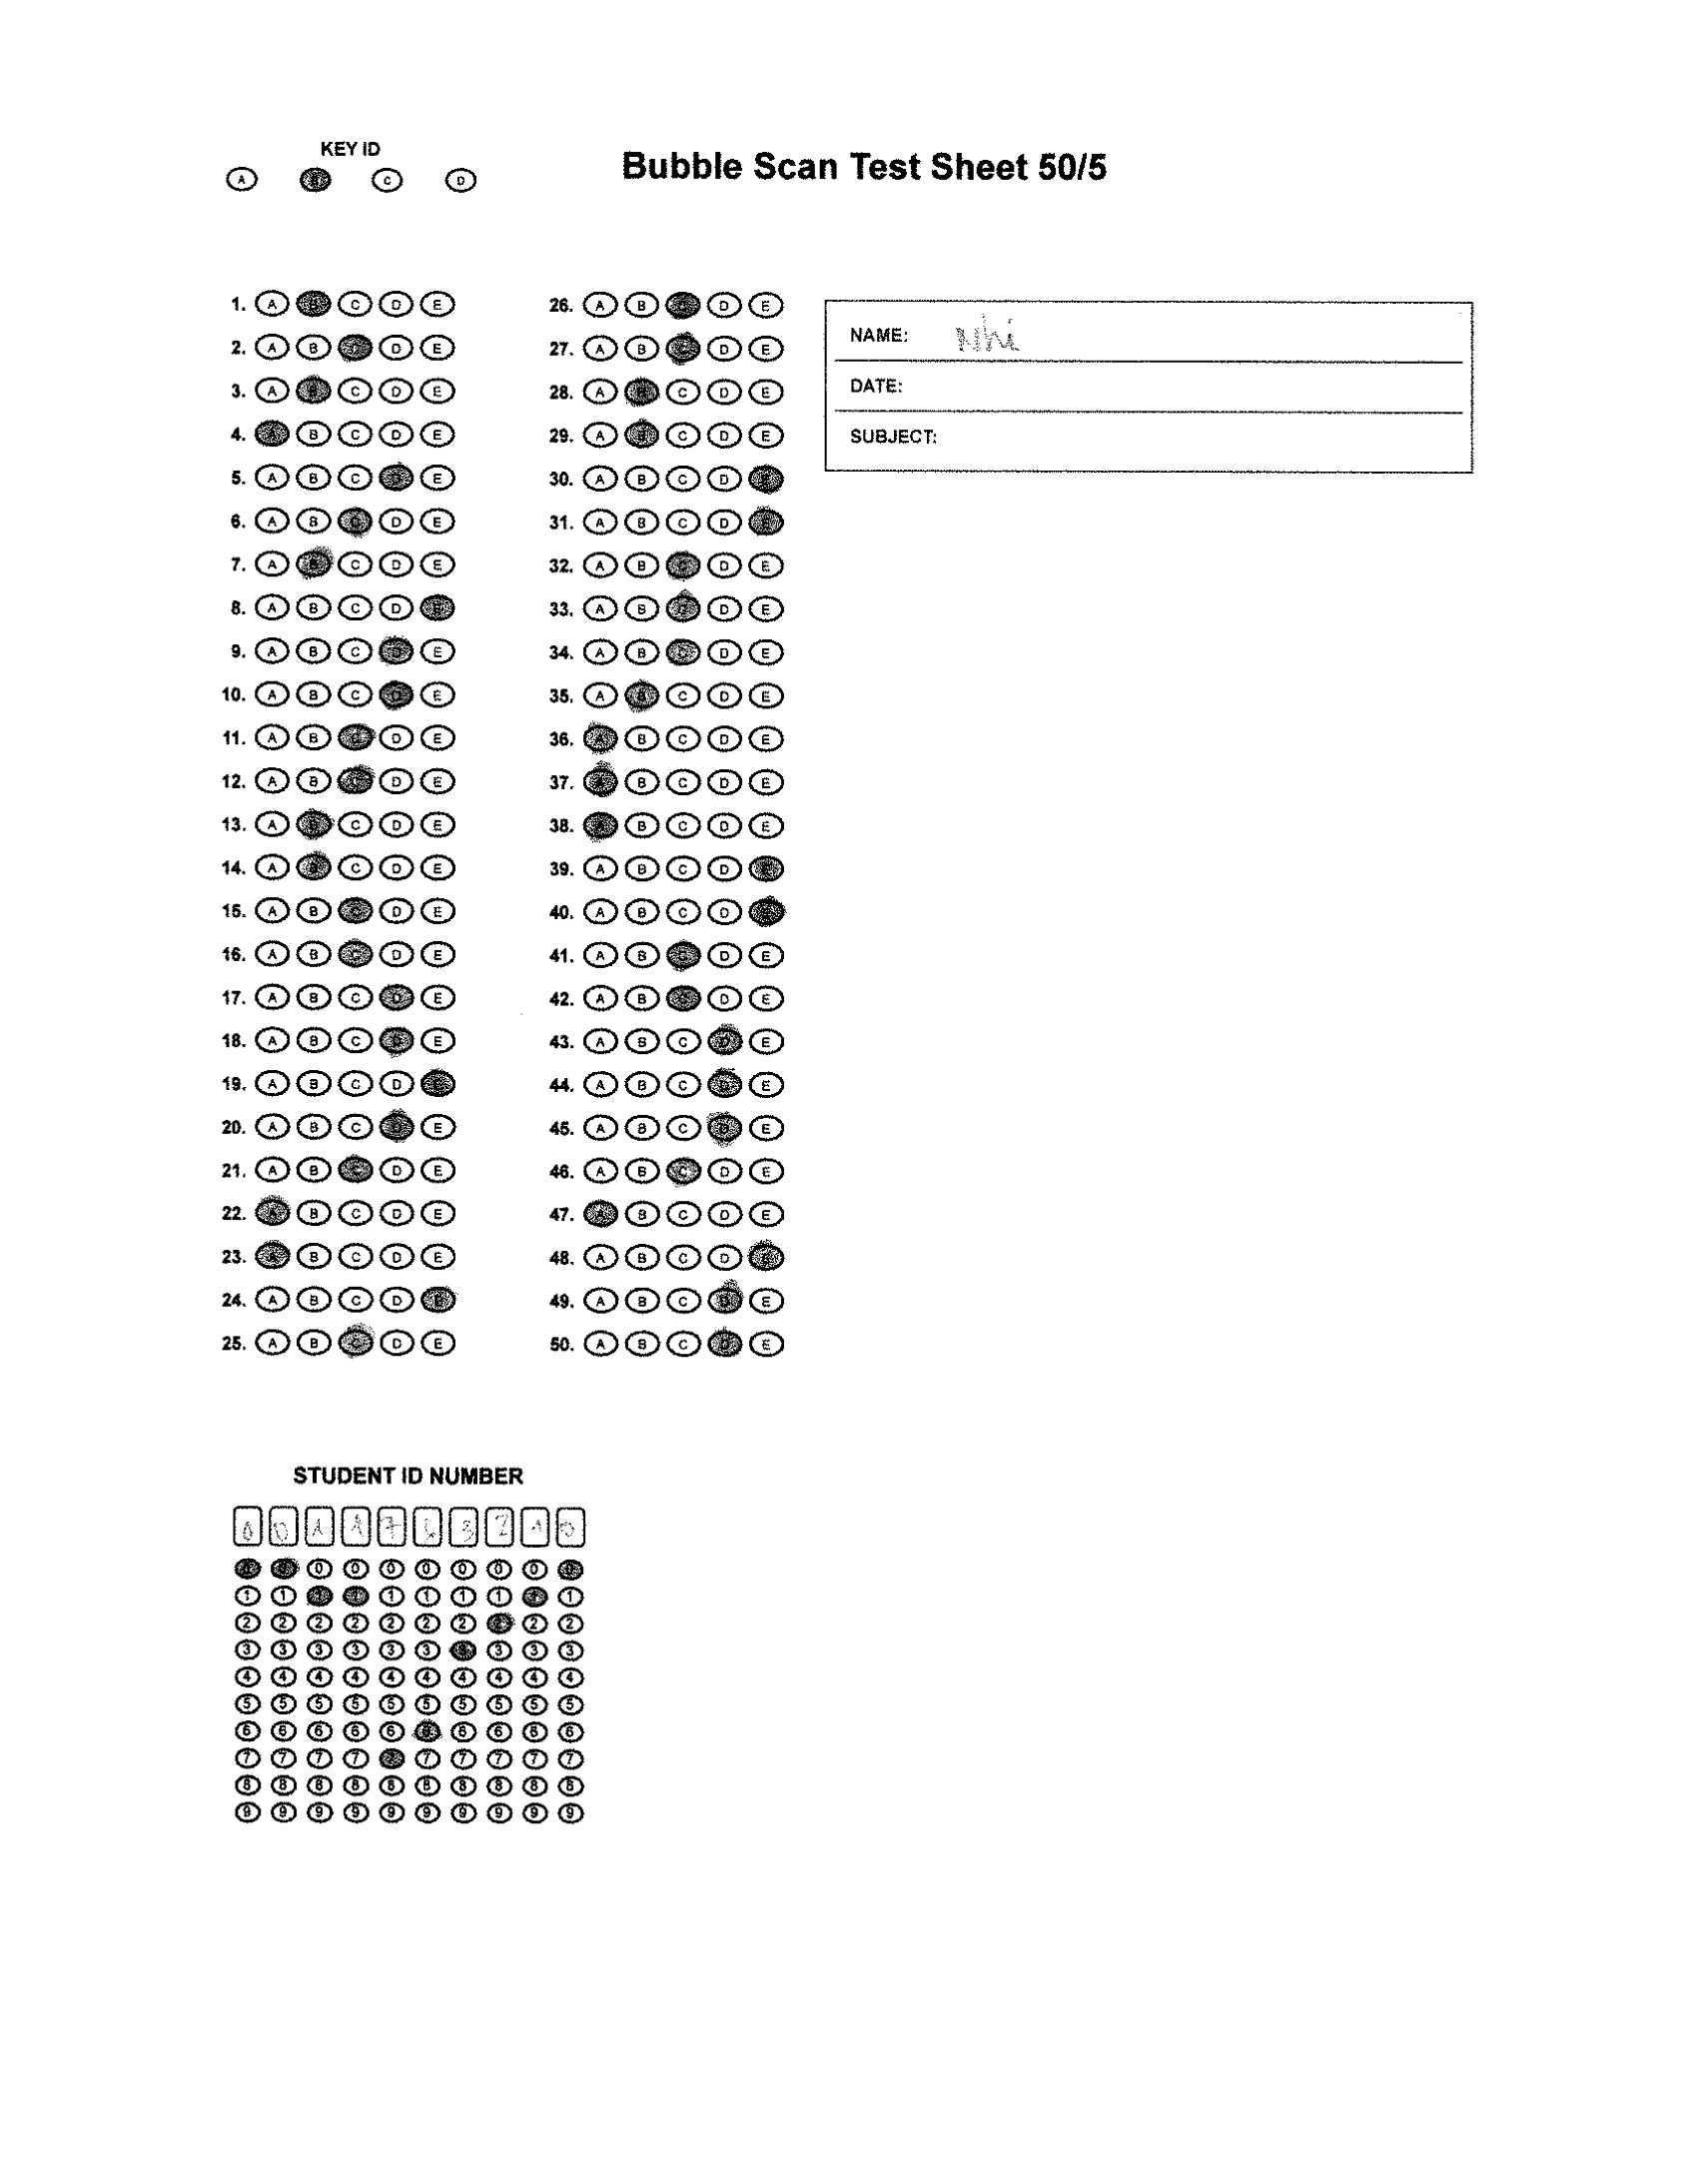 KEY ID
A B C D
Bubble Scan Test Sheet 50/5
1. A B C D E
2. A B C D E
3. A B C D E
4. A B C D E
5. A B C D E
6. A B C D E
7. A B C D E
8. A B C D E
9. A B C D E
10. A B C D E
11. A B C D E
12. A B C D E
13. A B C D E
14. A B C D E
15. A B C D E
16. A B C D E
17. A B C D E
18. A B C D E
19. A B C D E
20. A B C D E
21. A B C D E
22. A B C D E
23. A B C D E
24. A B C D E
25. A B C D E
26. A B C D E
27. A B C D E
28. A B C D E
29. A B C D E
30. A B C D E
31. A B C D E
32. A B C D E
33. A B C D E
34. A B C D E
35. A B C D E
36. A B C D E
37. A B C D E
38. A B C D E
39. A B C D E
40. A B C D E
41. A B C D E
42. A B C D E
43. A B C D E
44. A B C D E
45. A B C D E
46. A B C D E
47. A B C D E
48. A B C D E
49. A B C D E
50. A B C D E
NAME: Nhi
DATE:
SUBJECT:
STUDENT ID NUMBER
0 0 1 1 7 6 3 2 1 0
0 0 0 0 0 0 0 0 0 0
1 1 1 1 1 1 1 1 1 1
2 2 2 2 2 2 2 2 2 2
3 3 3 3 3 3 3 3 3 3
4 4 4 4 4 4 4 4 4 4
5 5 5 5 5 5 5 5 5 5
6 6 6 6 6 6 6 6 6 6
7 7 7 7 7 7 7 7 7 7
8 8 8 8 8 8 8 8 8 8
9 9 9 9 9 9 9 9 9 9